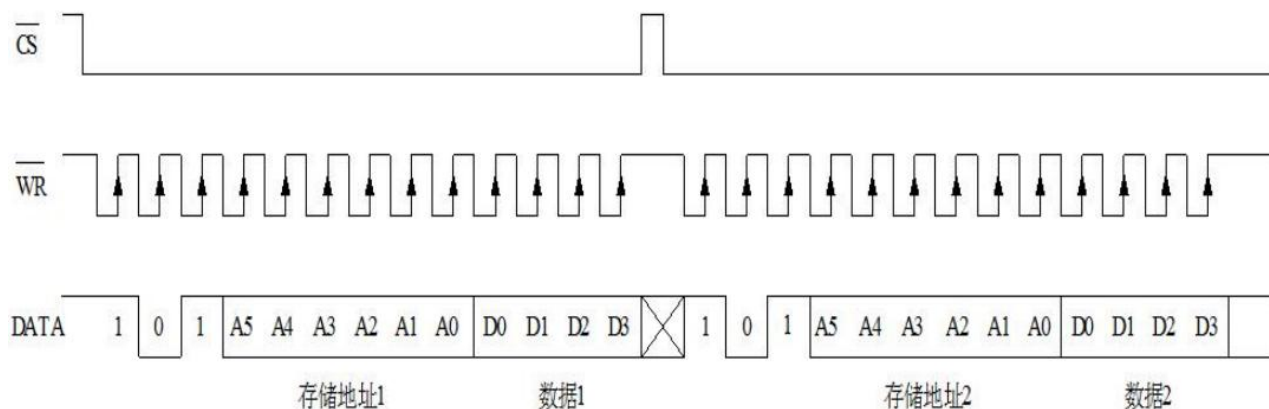 CS
WR
DATA 1 0 1 A5 A4 A3 A2 A1 A0 D0 D1 D2 D3 1 0 1 A5 A4 A3 A2 A1 A0 D0 D1 D2 D3
存储地址1 数据1 存储地址2 数据2